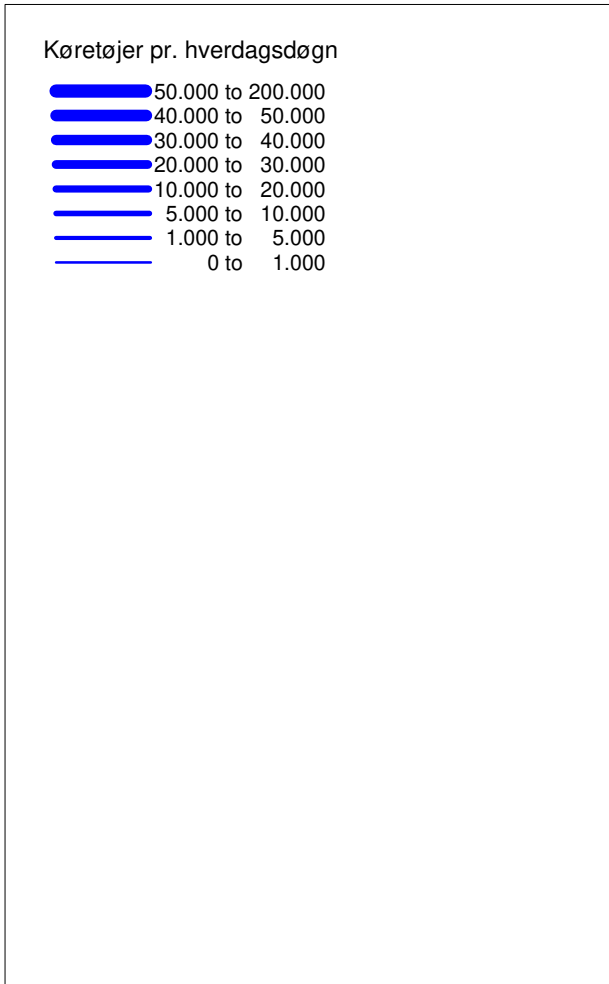 Køretøjer pr. hverdagsdøgn
50.000 to 200.000
40.000 to 50.000
30.000 to 40.000
20.000 to 30.000
10.000 to 20.000
5.000 to 10.000
1.000 to 5.000
0 to 1.000